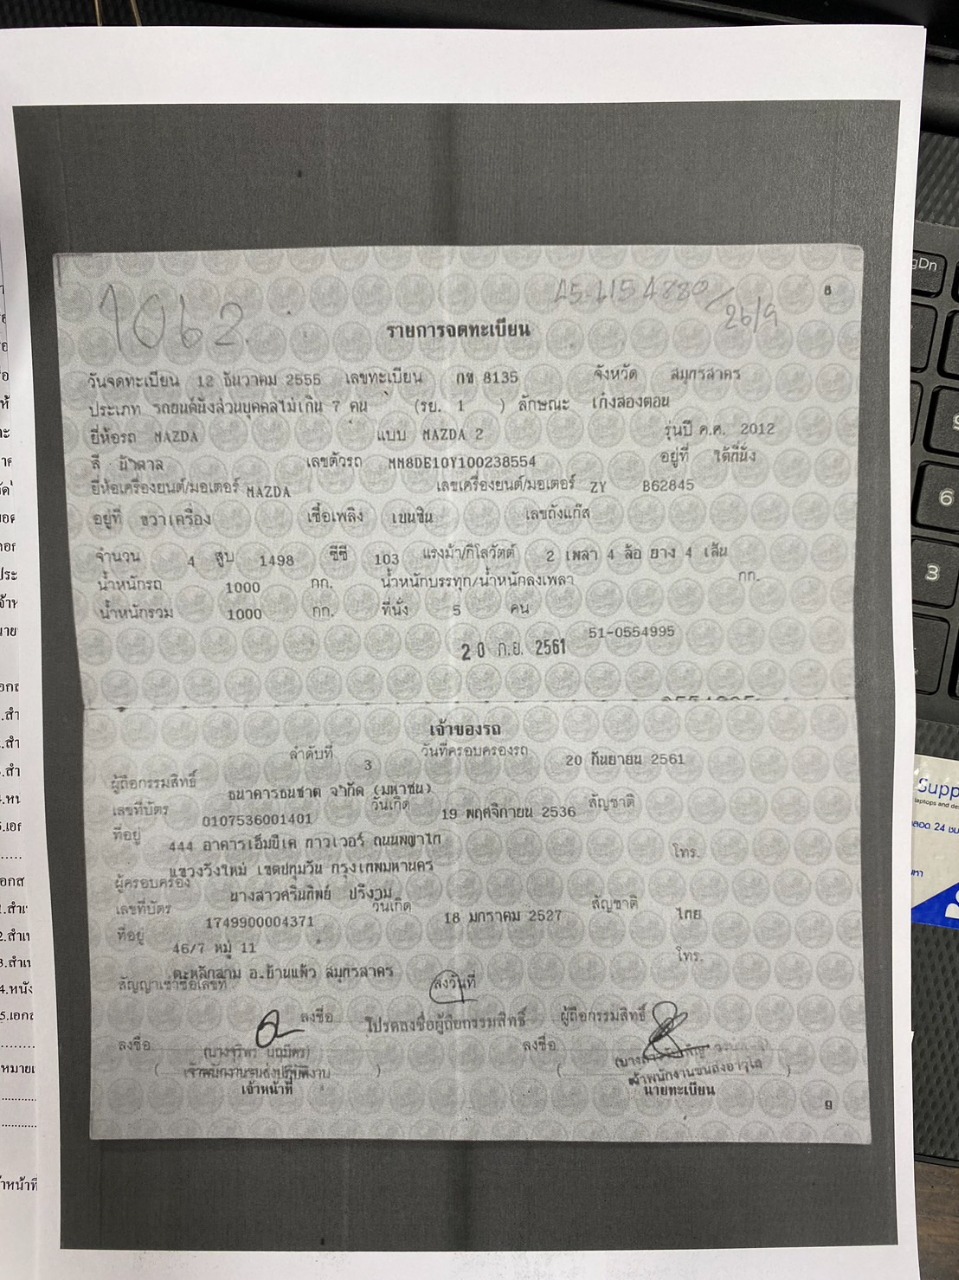 1062.
8
26/9
รายการจดทะเบียน
วันจดทะเบียน 12 ธันวาคม 2555 เลขทะเบียน กข 8135 จังหวัด สมุทรสาคร
ประเภท รถยนต์นั่งส่วนบุคคลไม่เกิน 7 คน (รย. 1 ) ลักษณะ เก๋งสองตอน
ยี่ห้อรถ MAZDA แบบ MAZDA 2 รุ่นปี ค.ศ. 2012
สี น้ำตาล เลขตัวรถ MM8DE10Y100238554 อยู่ที่ ใต้ที่นั่ง
ยี่ห้อเครื่องยนต์/มอเตอร์ MAZDA เลขเครื่องยนต์/มอเตอร์ ZY B62845
อยู่ที่ ขวาเครื่อง เชื้อเพลิง เบนซิน เลขถังแก๊ส
จำนวน 4 สูบ 1498 ซีซี 103 แรงม้า/กิโลวัตต์ 2 เพลา 4 ล้อ ยาง 4 เส้น
น้ำหนักรถ 1000 กก. น้ำหนักบรรทุก/น้ำหนักลงเพลา กก.
น้ำหนักรวม 1000 กก. ที่นั่ง 5 คน
51-0554995
20 ก.ย. 2561
เจ้าของรถ
ลำดับที่ 3 วันที่ครอบครองรถ 20 กันยายน 2561
ผู้ถือกรรมสิทธิ์ ธนาคารธนชาต จำกัด (มหาชน)
เลขที่บัตร 0107536001401 วันเกิด 19 พฤศจิกายน 2536 สัญชาติ
ที่อยู่ 444 อาคารเอ็มบีเค ทาวเวอร์ ถนนพญาไท โทร.
แขวงวังใหม่ เขตปทุมวัน กรุงเทพมหานคร
ผู้ครอบครอง นางสาวศรินทิพย์ ปรีงาม
เลขที่บัตร 1749900004371 วันเกิด 18 มกราคม 2527 สัญชาติ ไทย
ที่อยู่ 46/7 หมู่ 11 โทร.
ต.หลักสาม อ.บ้านแพ้ว สมุทรสาคร
สัญญาเช่าซื้อเลขที่ ลงวันที่
ลงชื่อ โปรดลงชื่อผู้ถือกรรมสิทธิ์ ผู้ถือกรรมสิทธิ์
ลงชื่อ ลงชื่อ
เจ้าหน้าที่ นายทะเบียน
9
PgDn
6
3
Supp